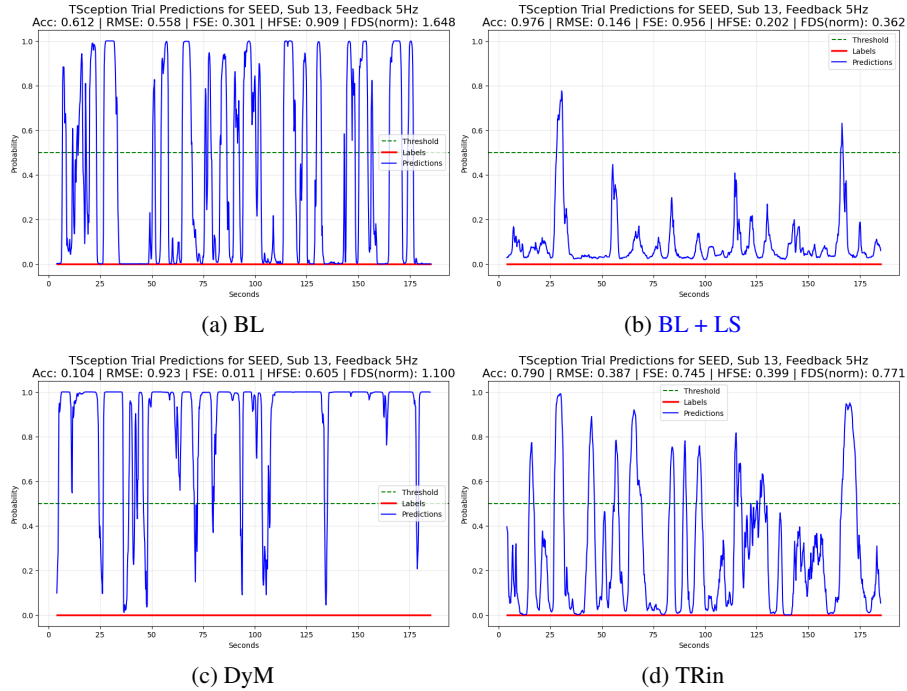 TSception Trial Predictions for SEED, Sub 13, Feedback 5Hz
Acc: 0.612 | RMSE: 0.558 | FSE: 0.301 | HFSE: 0.909 | FDS(norm): 1.648
Probability
1.0
0.8
0.6
0.4
0.2
0.0
Threshold
Labels
Predictions
0 25 50 75 100 125 150 175
Seconds
(a) BL
TSception Trial Predictions for SEED, Sub 13, Feedback 5Hz
Acc: 0.976 | RMSE: 0.146 | FSE: 0.956 | HFSE: 0.202 | FDS(norm): 0.362
Probability
1.0
0.8
0.6
0.4
0.2
0.0
Threshold
Labels
Predictions
0 25 50 75 100 125 150 175
Seconds
(b) BL + LS
TSception Trial Predictions for SEED, Sub 13, Feedback 5Hz
Acc: 0.104 | RMSE: 0.923 | FSE: 0.011 | HFSE: 0.605 | FDS(norm): 1.100
Probability
1.0
0.8
0.6
0.4
0.2
0.0
Threshold
Labels
Predictions
0 25 50 75 100 125 150 175
Seconds
(c) DyM
TSception Trial Predictions for SEED, Sub 13, Feedback 5Hz
Acc: 0.790 | RMSE: 0.387 | FSE: 0.745 | HFSE: 0.399 | FDS(norm): 0.771
Probability
1.0
0.8
0.6
0.4
0.2
0.0
Threshold
Labels
Predictions
0 25 50 75 100 125 150 175
Seconds
(d) TRin